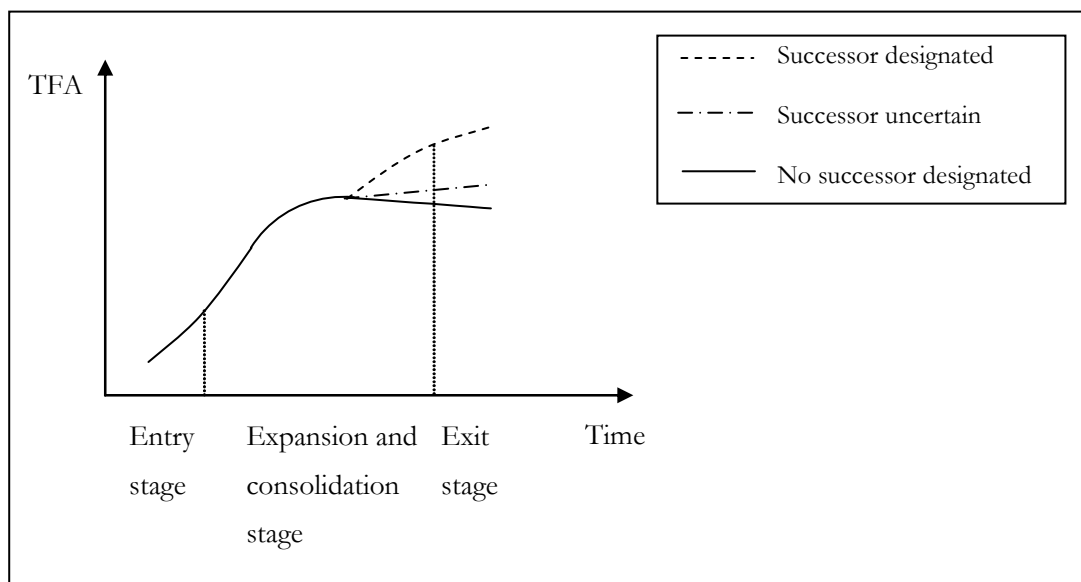 TFA
Successor designated
Successor uncertain
No successor designated
Entry
stage
Expansion and
consolidation
stage
Exit
stage
Time